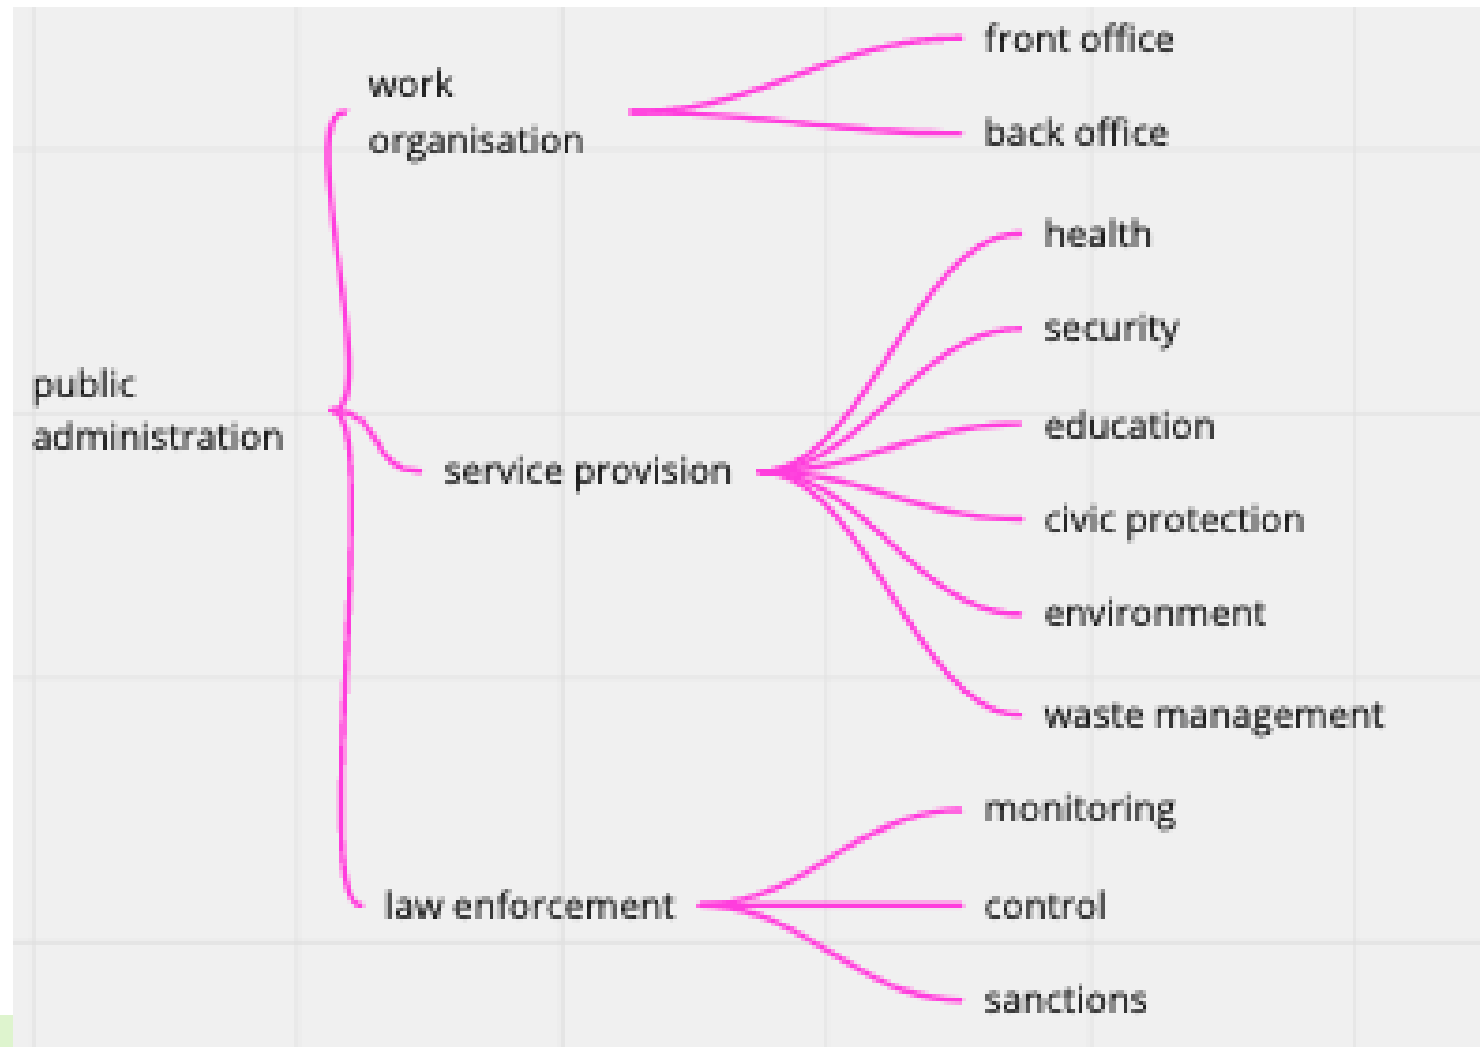 public
administration
work
organisation
front office
back office
service provision
health
security
education
civic protection
environment
waste management
law enforcement
monitoring
control
sanctions